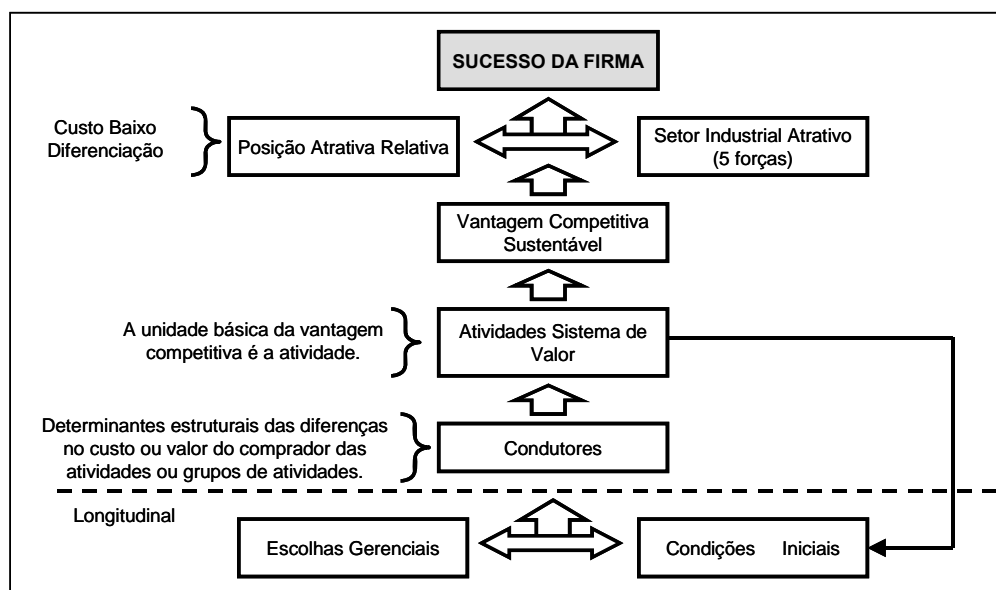 SUCESSO DA FIRMA
Custo Baixo
Diferenciação
Posição Atrativa Relativa
Setor Industrial Atrativo
(5 forças)
Vantagem Competitiva
Sustentável
A unidade básica da vantagem
competitiva é a atividade.
Atividades Sistema de
Valor
Determinantes estruturais das diferenças
no custo ou valor do comprador das
atividades ou grupos de atividades.
Condutores
Longitudinal
Escolhas Gerenciais
Condições Iniciais